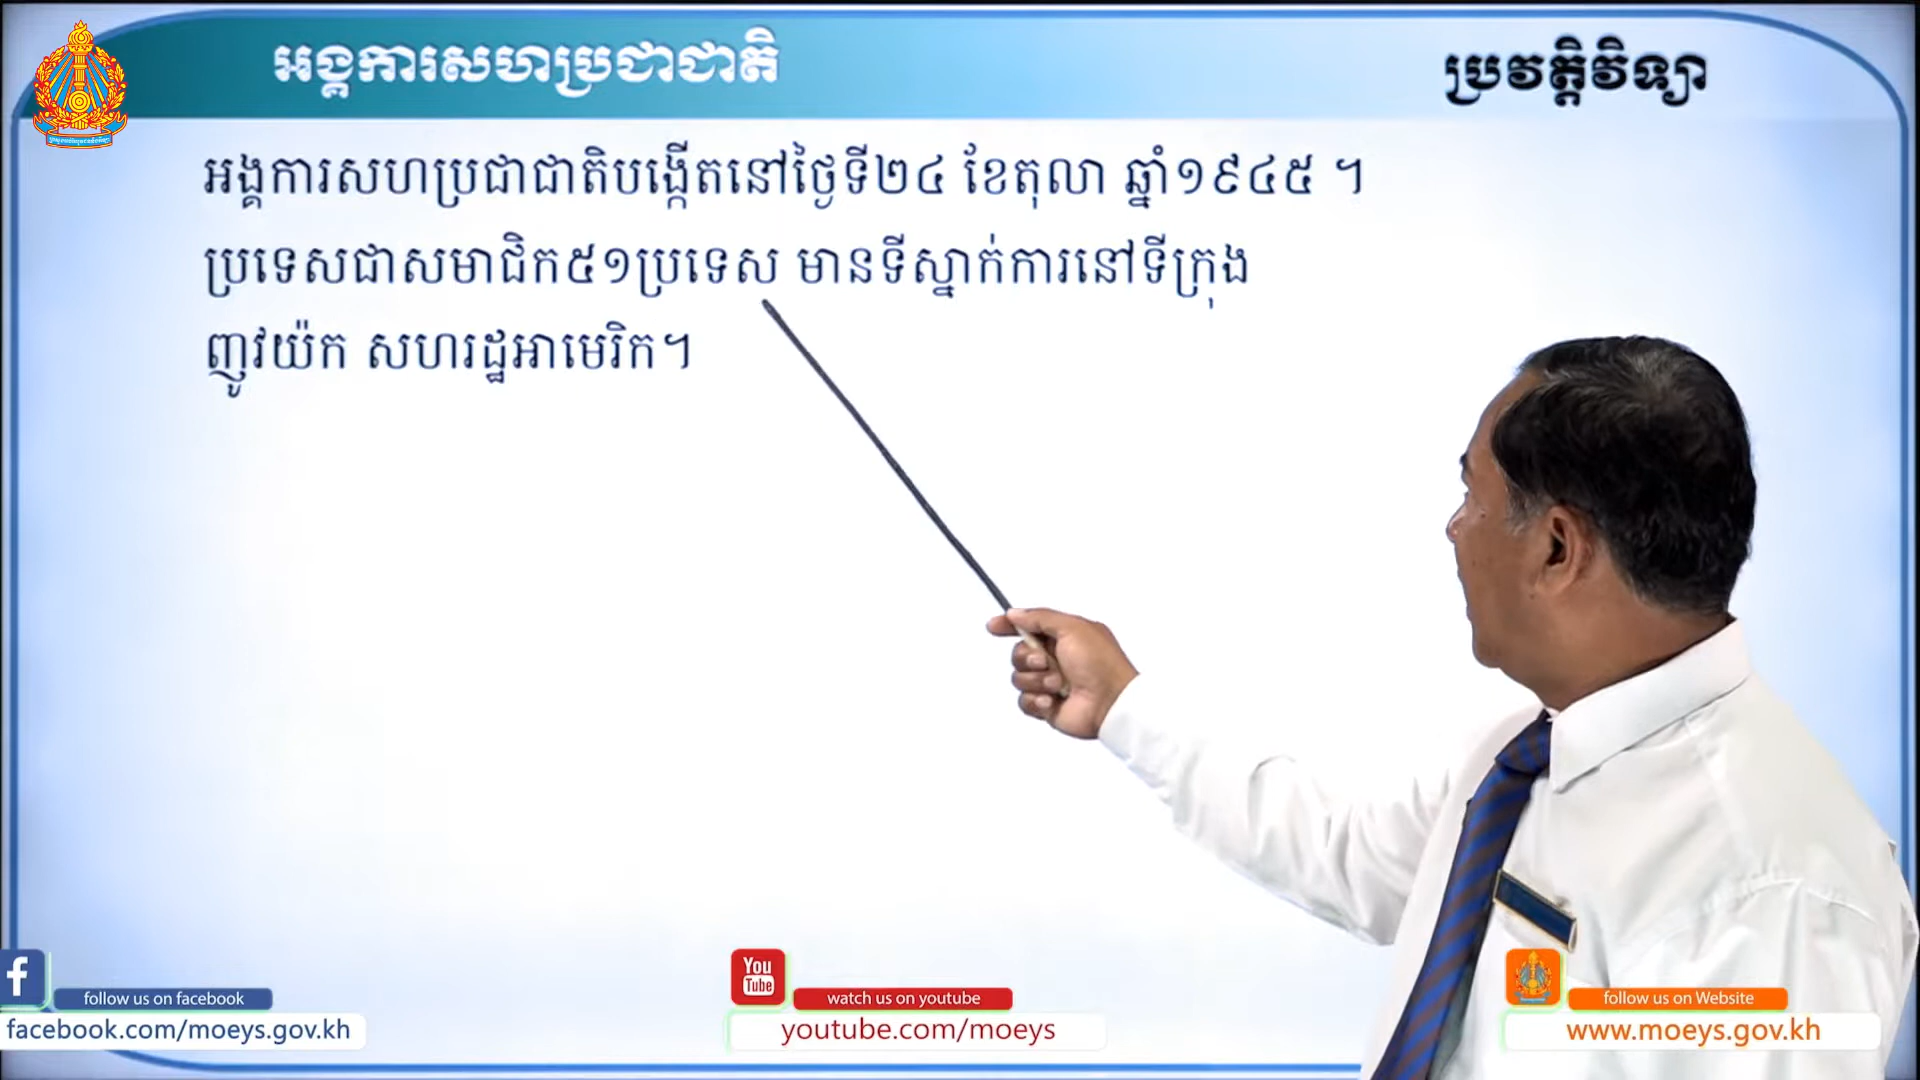 អង្គការសហប្រជាជាតិ
ប្រវត្តិវិទ្យា
អង្គការសហប្រជាជាតិបង្កើតនៅថ្ងៃទី២៤ ខែតុលា ឆ្នាំ១៩៤៥ ។
ប្រទេសជាសមាជិក៥១ប្រទេស មានទីស្នាក់ការនៅទីក្រុង
ញូវយ៉ក សហរដ្ឋអាមេរិក។
follow us on facebook
facebook.com/moeys.gov.kh
You
Tube
watch us on youtube
youtube.com/moeys
follow us on Website
www.moeys.gov.kh